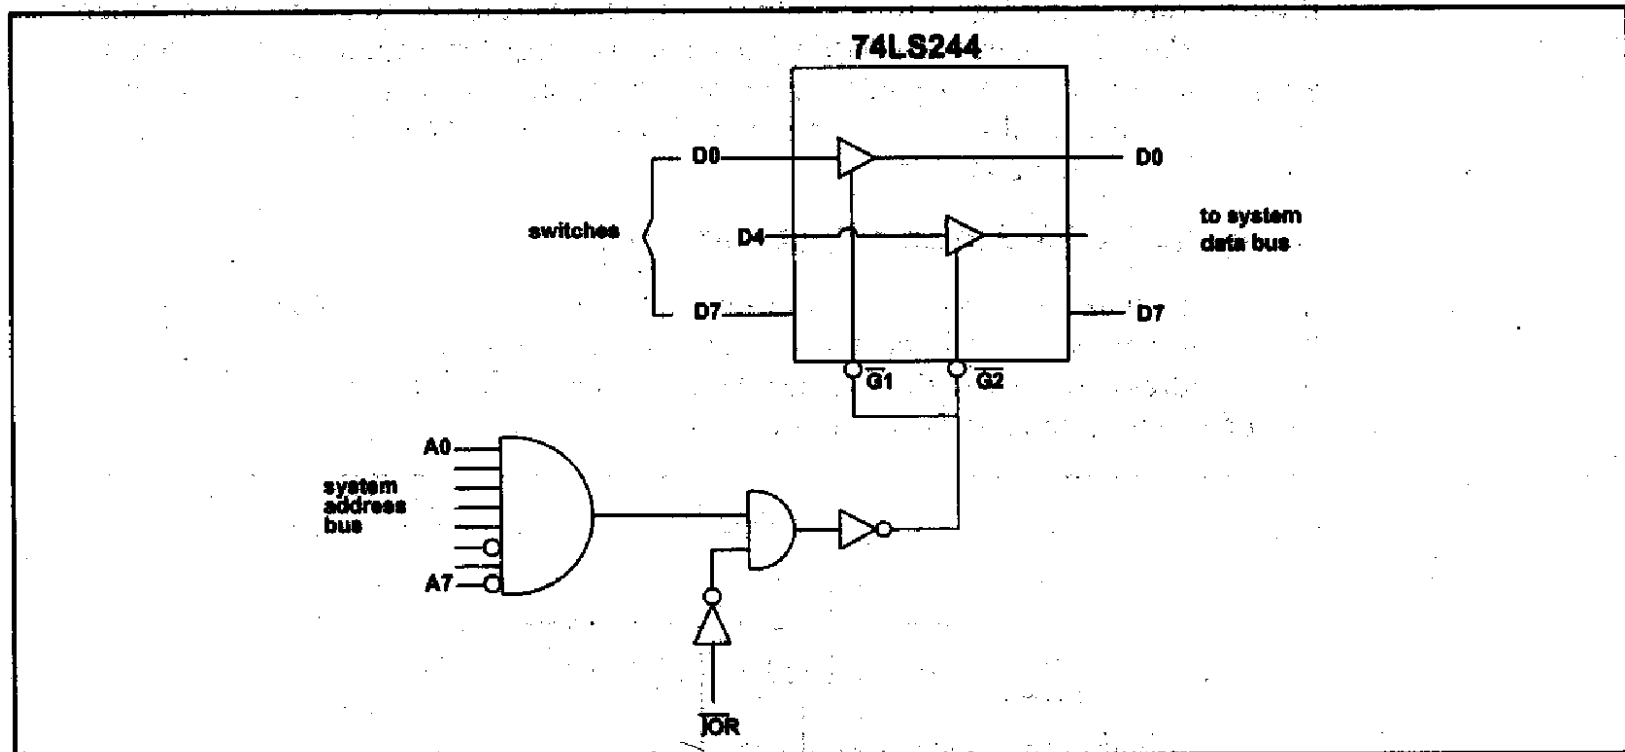 74LS244
D0
D0
switches
D4
to system
data bus
D7
D7
G1
G2
A0
system
address
bus
A7
IOR